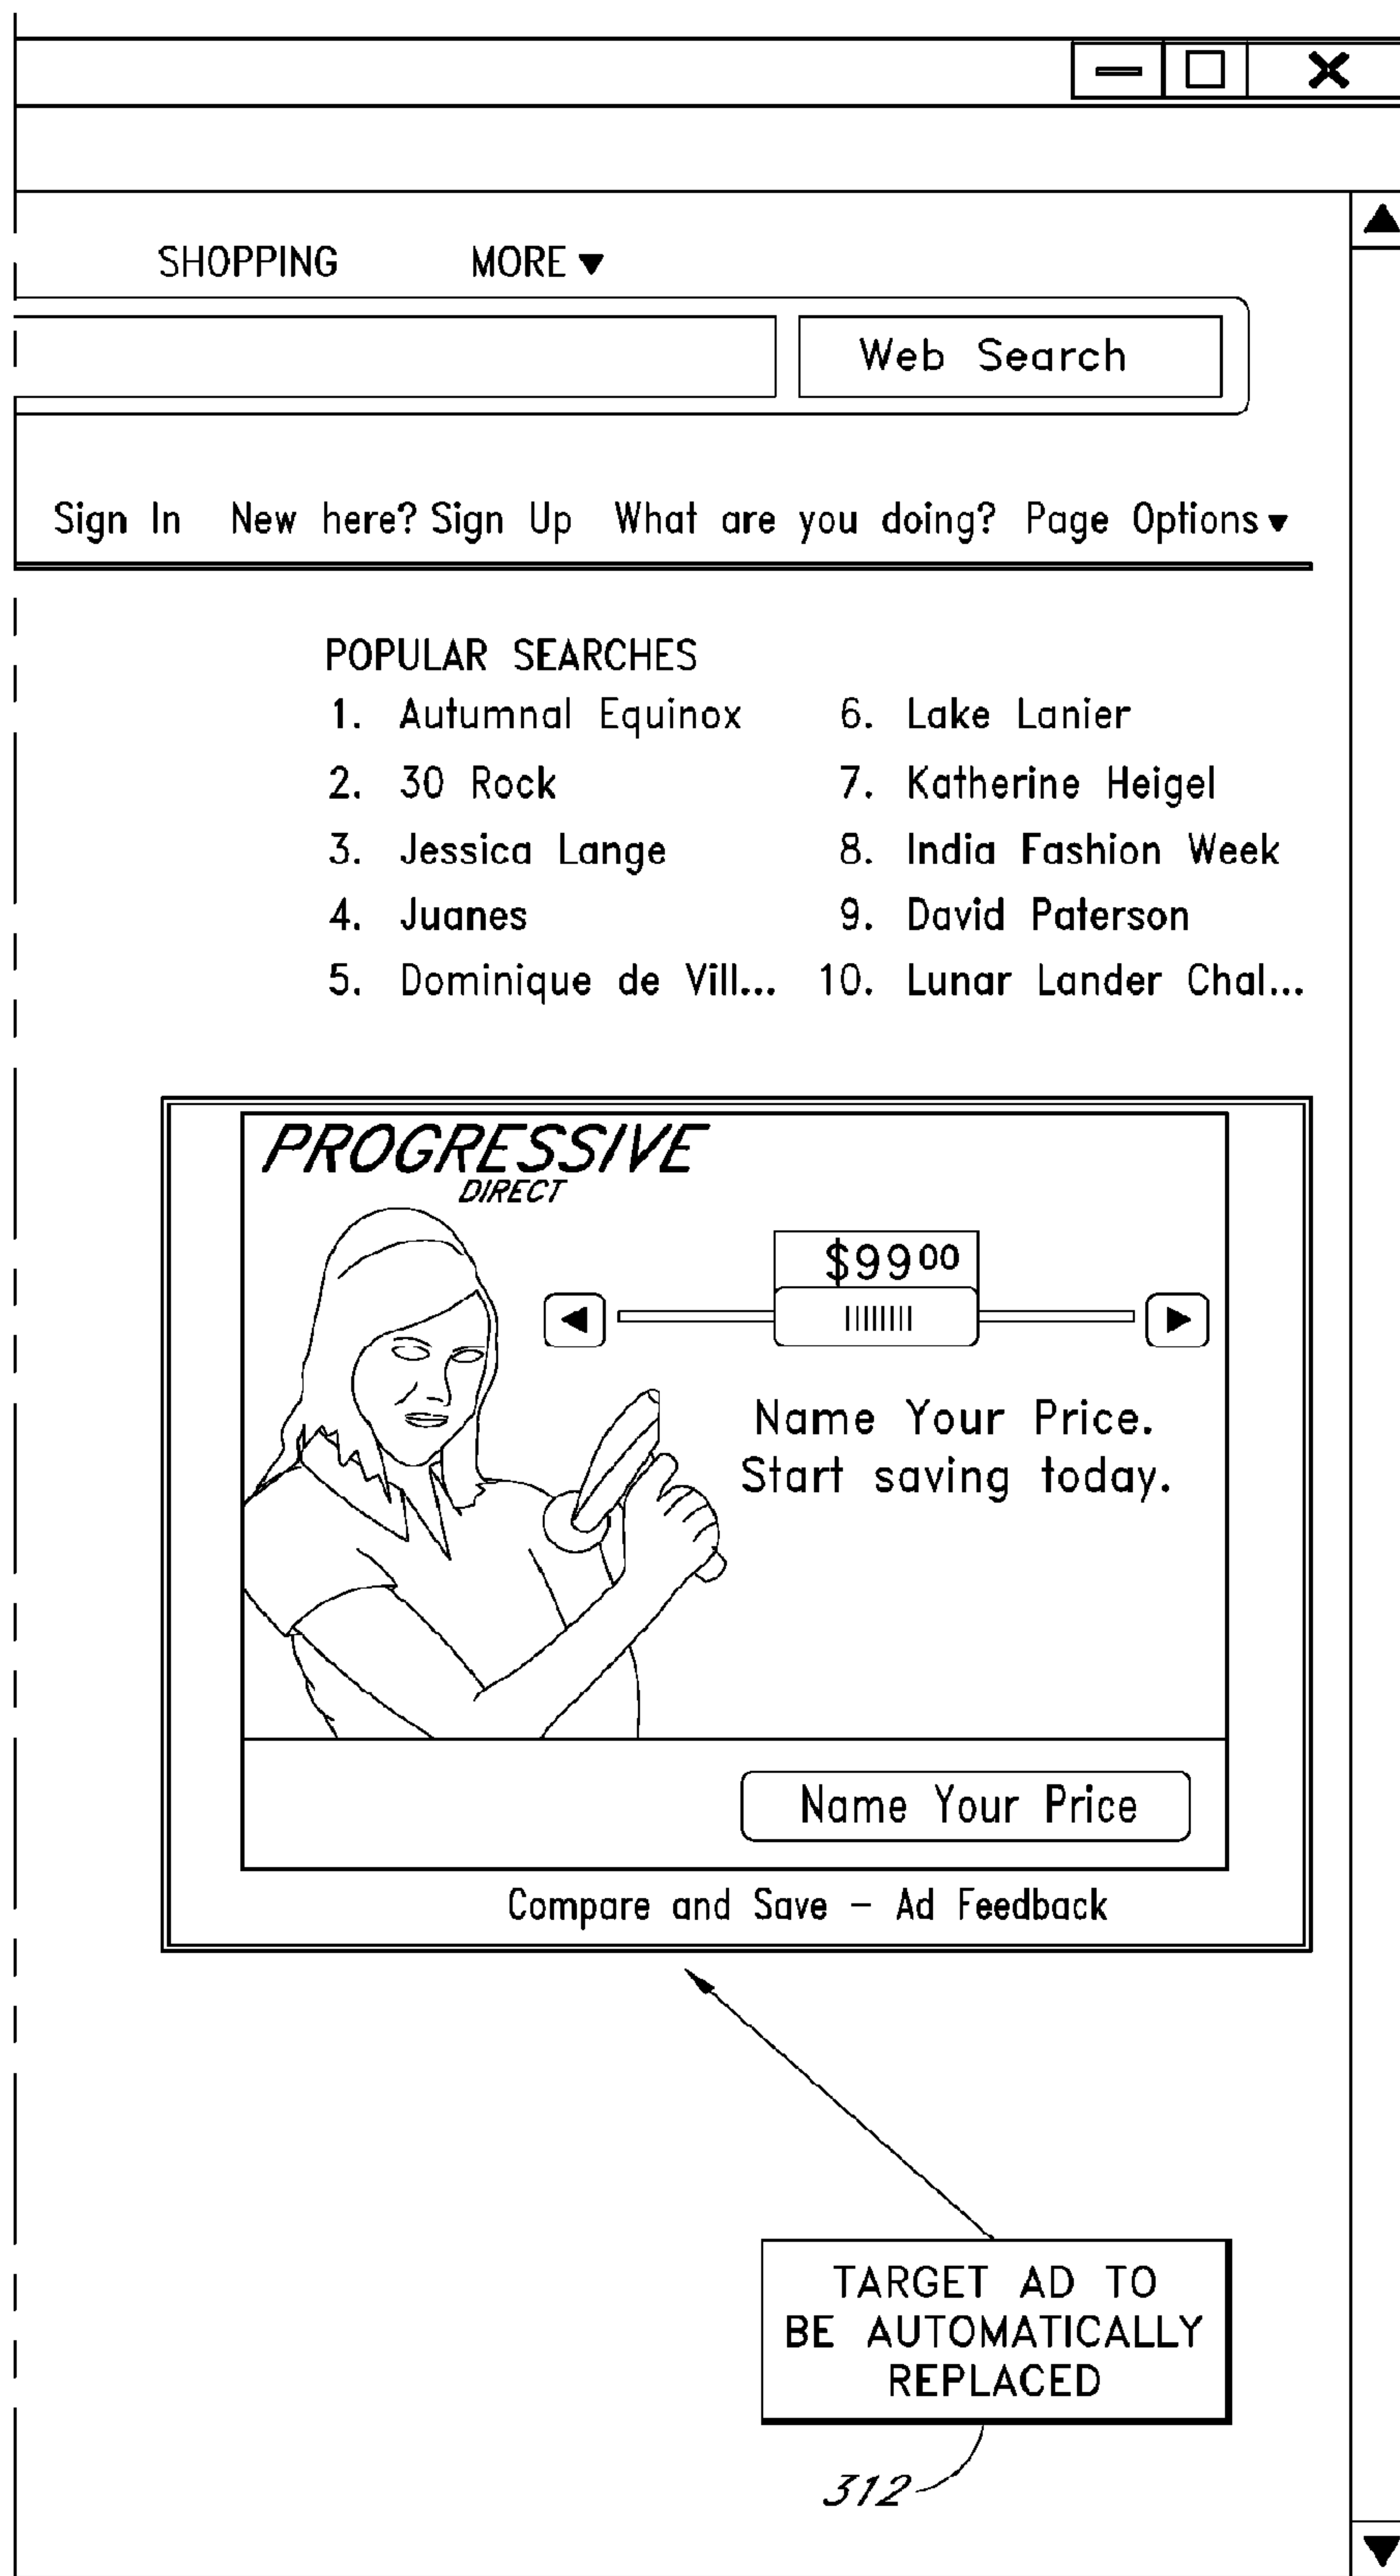 SHOPPING MORE
Web Search
Sign In New here? Sign Up What are you doing? Page Options
POPULAR SEARCHES
1. Autumnal Equinox 6. Lake Lanier
2. 30 Rock 7. Katherine Heigel
3. Jessica Lange 8. India Fashion Week
4. Juanes 9. David Paterson
5. Dominique de Vill... 10. Lunar Lander Chal...
PROGRESSIVE
DIRECT
$9900
Name Your Price.
Start saving today.
Name Your Price
Compare and Save – Ad Feedback
TARGET AD TO
BE AUTOMATICALLY
REPLACED
312